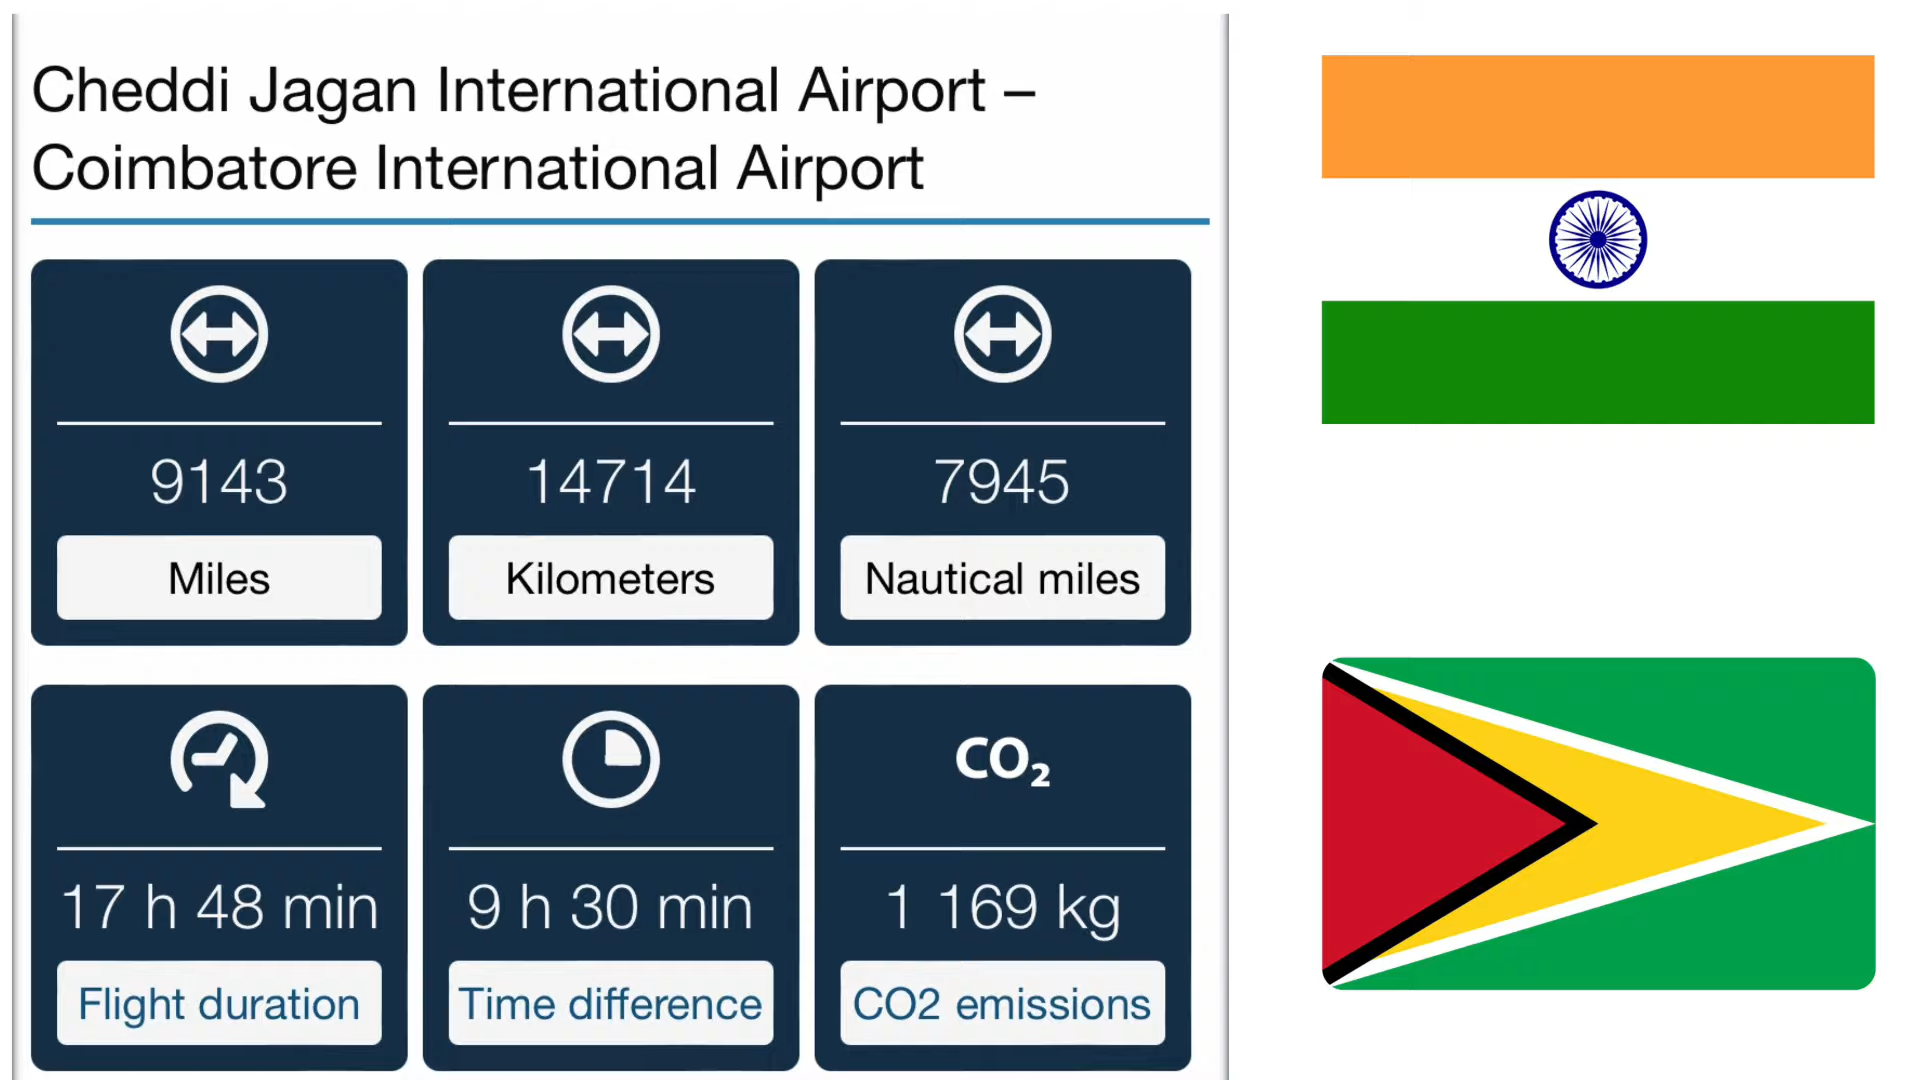 Cheddi Jagan International Airport –
Coimbatore International Airport
9143
Miles
14714
Kilometers
7945
Nautical miles
17 h 48 min
Flight duration
9 h 30 min
Time difference
CO₂
1 169 kg
CO2 emissions